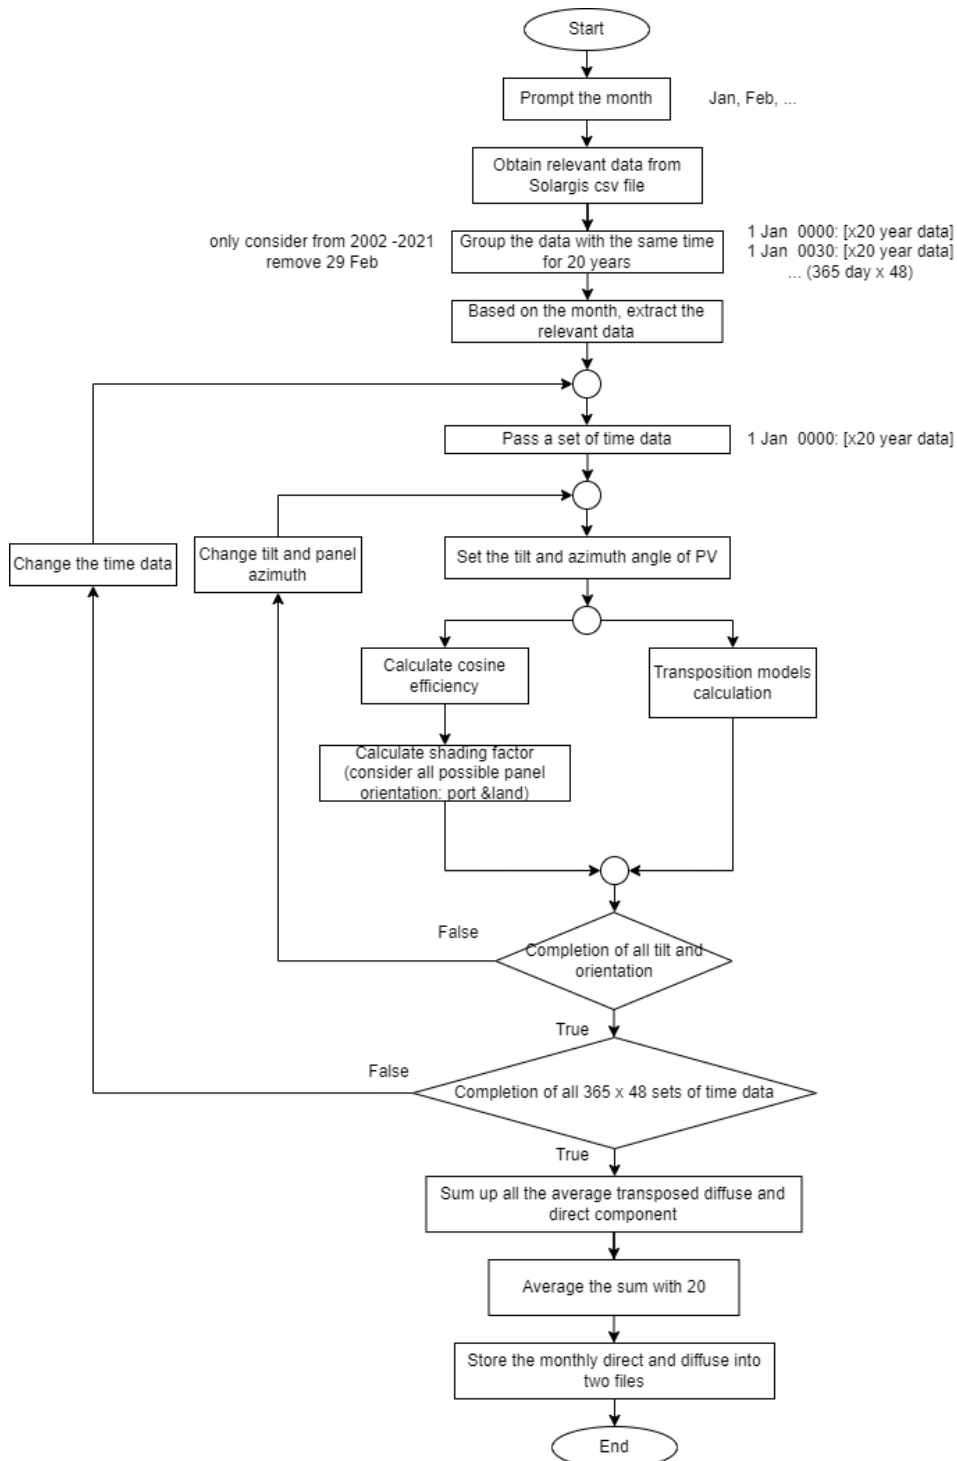 Start
Prompt the month
Jan, Feb, ...
Obtain relevant data from
Solargis csv file
only consider from 2002 -2021
remove 29 Feb
Group the data with the same time
for 20 years
1 Jan  0000: [x20 year data]
1 Jan  0030: [x20 year data]
... (365 day x 48)
Based on the month, extract the
relevant data
Pass a set of time data
1 Jan  0000: [x20 year data]
Change the time data
Change tilt and panel
azimuth
Set the tilt and azimuth angle of PV
Calculate cosine
efficiency
Transposition models
calculation
Calculate shading factor
(consider all possible panel
orientation: port &land)
False
Completion of all tilt and
orientation
True
False
Completion of all 365 x 48 sets of time data
True
Sum up all the average transposed diffuse and
direct component
Average the sum with 20
Store the monthly direct and diffuse into
two files
End